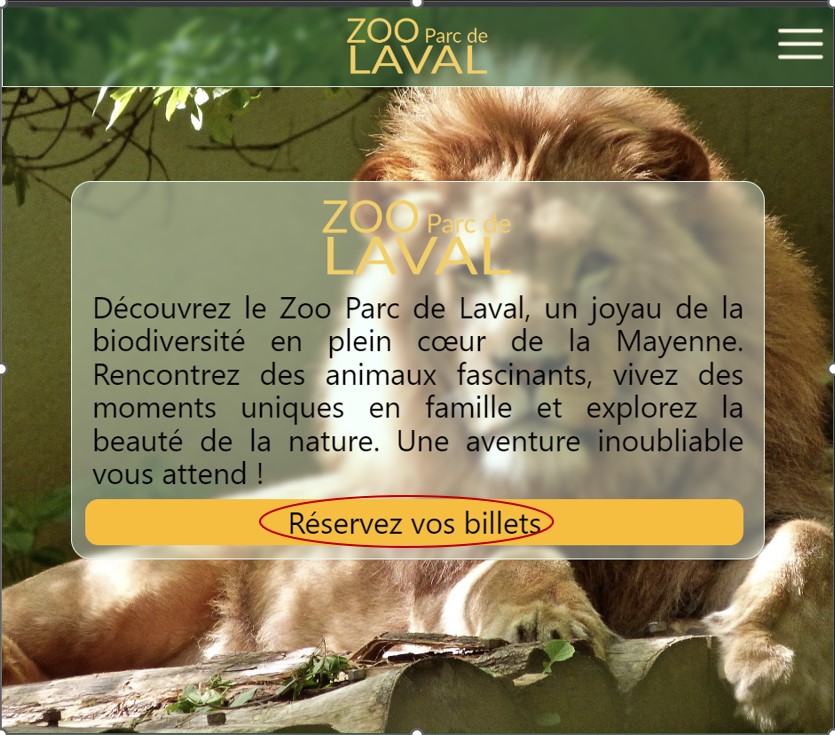 ZOO Parc de
LAVAL
ZOO Parc de
LAVAL
Découvrez le Zoo Parc de Laval, un joyau de la
biodiversité en plein cœur de la Mayenne.
Rencontrez des animaux fascinants, vivez des
moments uniques en famille et explorez la
beauté de la nature. Une aventure inoubliable
vous attend !
Réservez vos billets